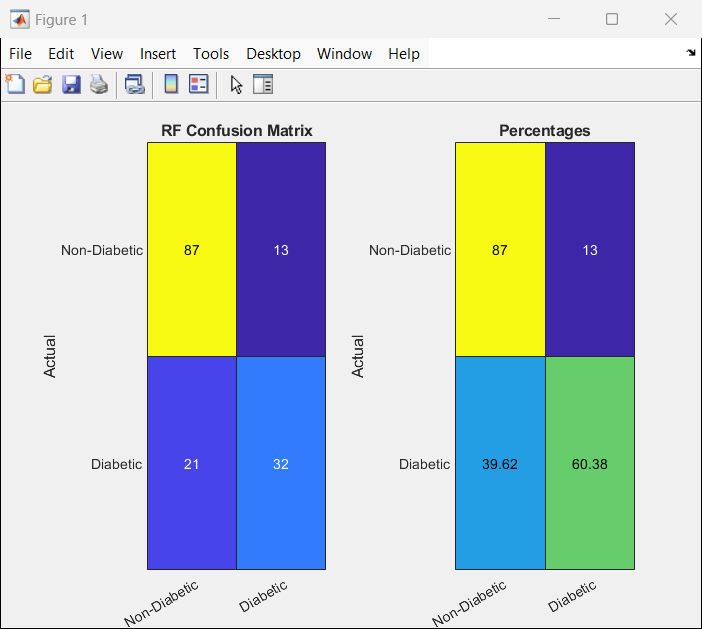 Figure 1
File Edit View Insert Tools Desktop Window Help
RF Confusion Matrix
Non-Diabetic 87 13
Actual
Diabetic 21 32
Non-Diabetic Diabetic
Percentages
Non-Diabetic 87 13
Actual
Diabetic 39.62 60.38
Non-Diabetic Diabetic